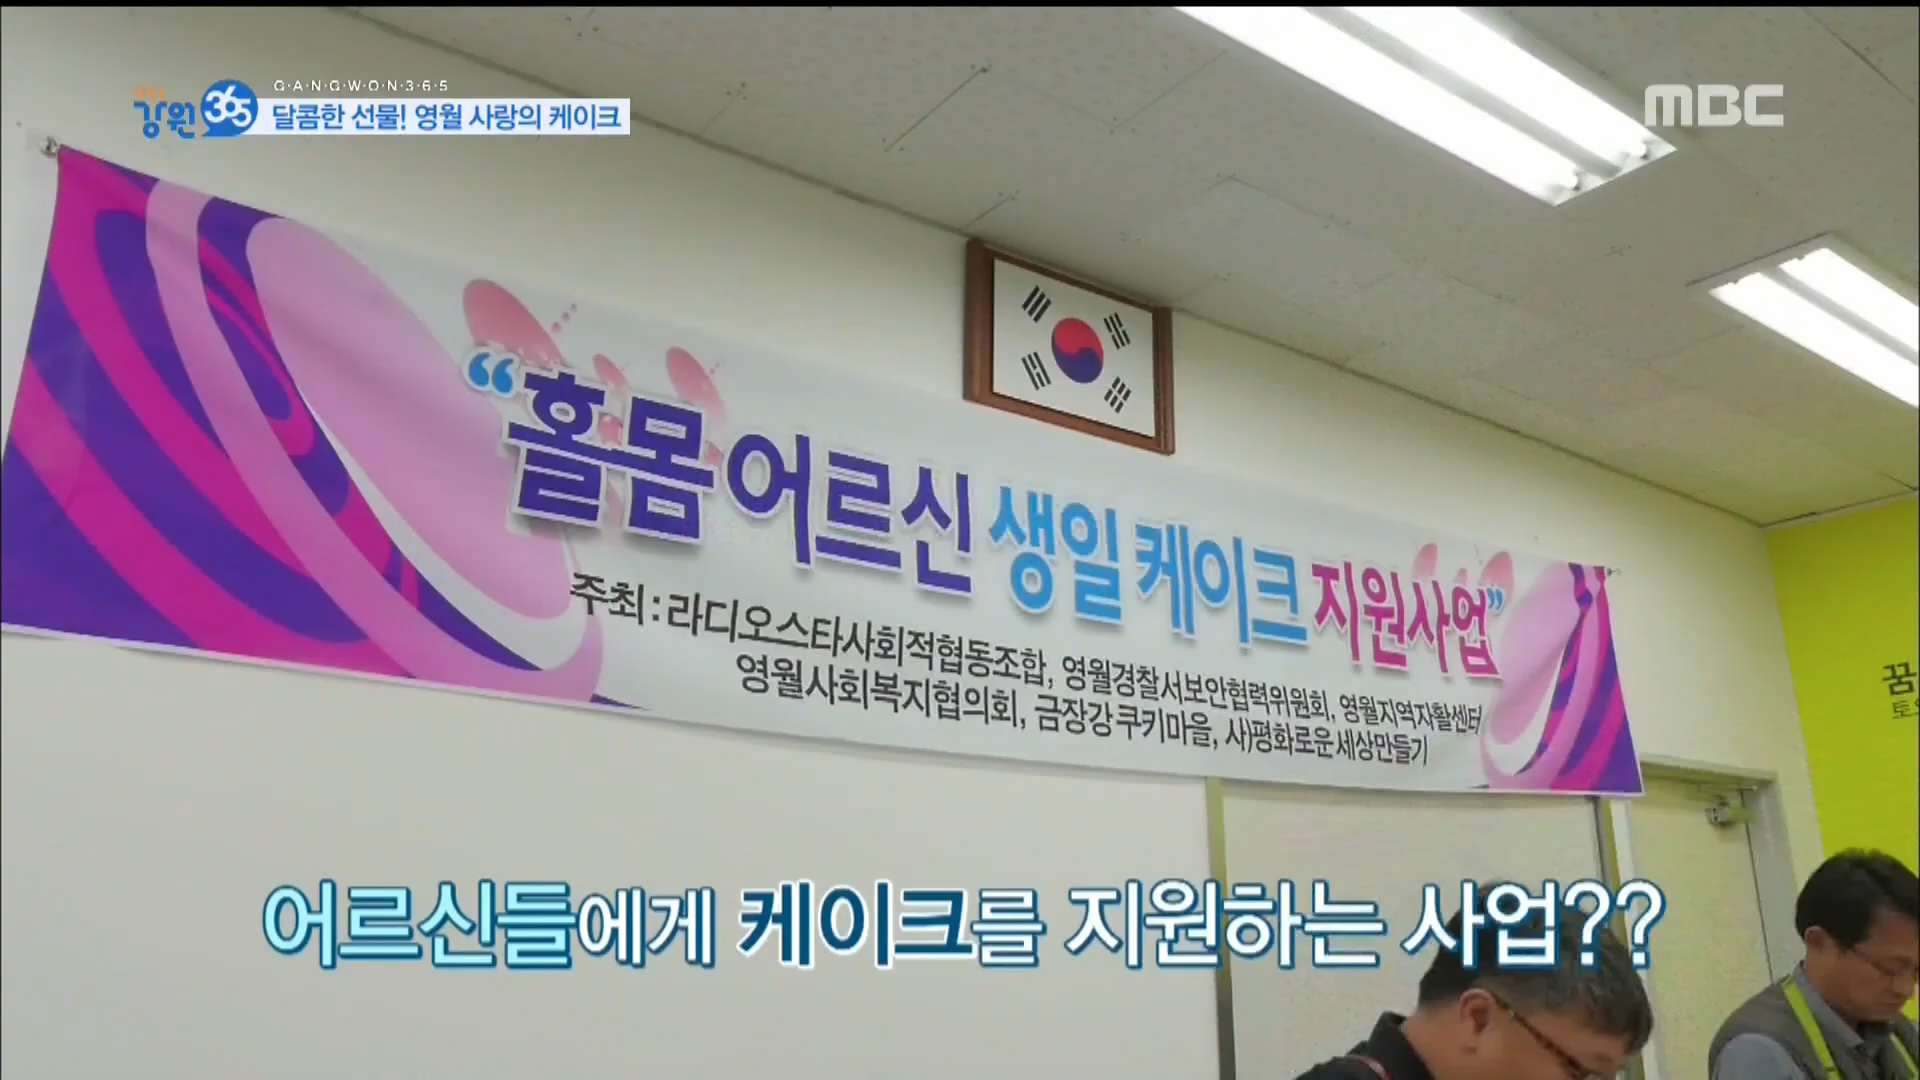 G·A·N·G·W·O·N·3·6·5
강원 365
달콤한 선물! 영월 사랑의 케이크
MBC
“홀몸 어르신 생일 케이크 지원사업”
주최 : 라디오스타사회적협동조합, 영월경찰서보안협력위원회, 영월지역자활센터
영월사회복지협의회, 금장강 쿠키마을, 사)평화로운 세상만들기
꿈
어르신들에게 케이크를 지원하는 사업??